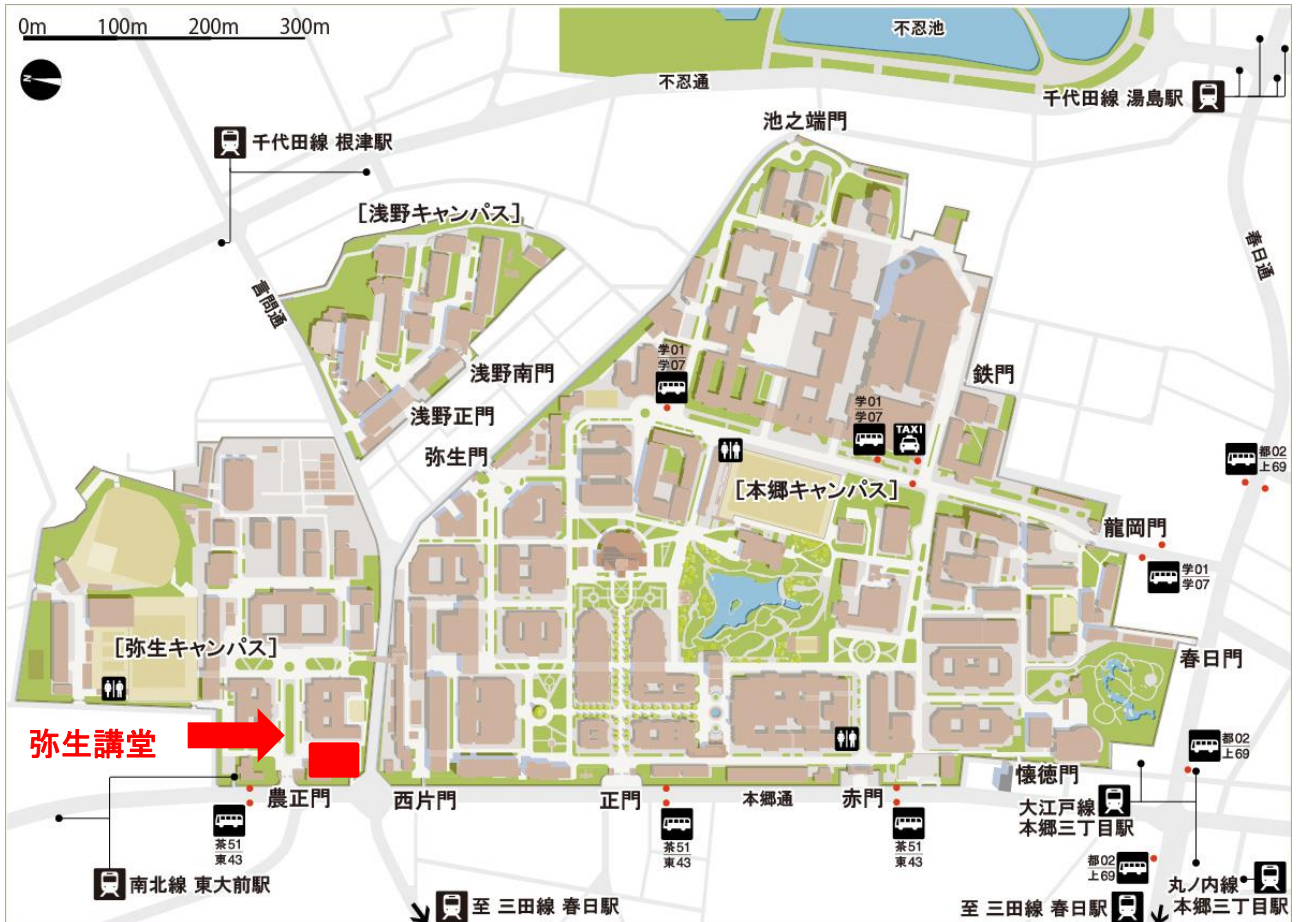 0m 100m 200m 300m
N
不忍池
不忍通
千代田線 湯島駅
池之端門
千代田線 根津駅
[浅野キャンパス]
春日通
言問通
浅野南門
浅野正門
弥生門
学01
学07
学01
学07
TAXI
鉄門
[本郷キャンパス]
都02
上69
龍岡門
学01
学07
[弥生キャンパス]
春日門
弥生講堂
都02
上69
農正門
西片門
正門
本郷通
赤門
懐徳門
大江戸線
本郷三丁目駅
茶51
東43
茶51
東43
茶51
東43
都02
上69
南北線 東大前駅
至 三田線 春日駅
至 三田線 春日駅
丸ノ内線
本郷三丁目駅